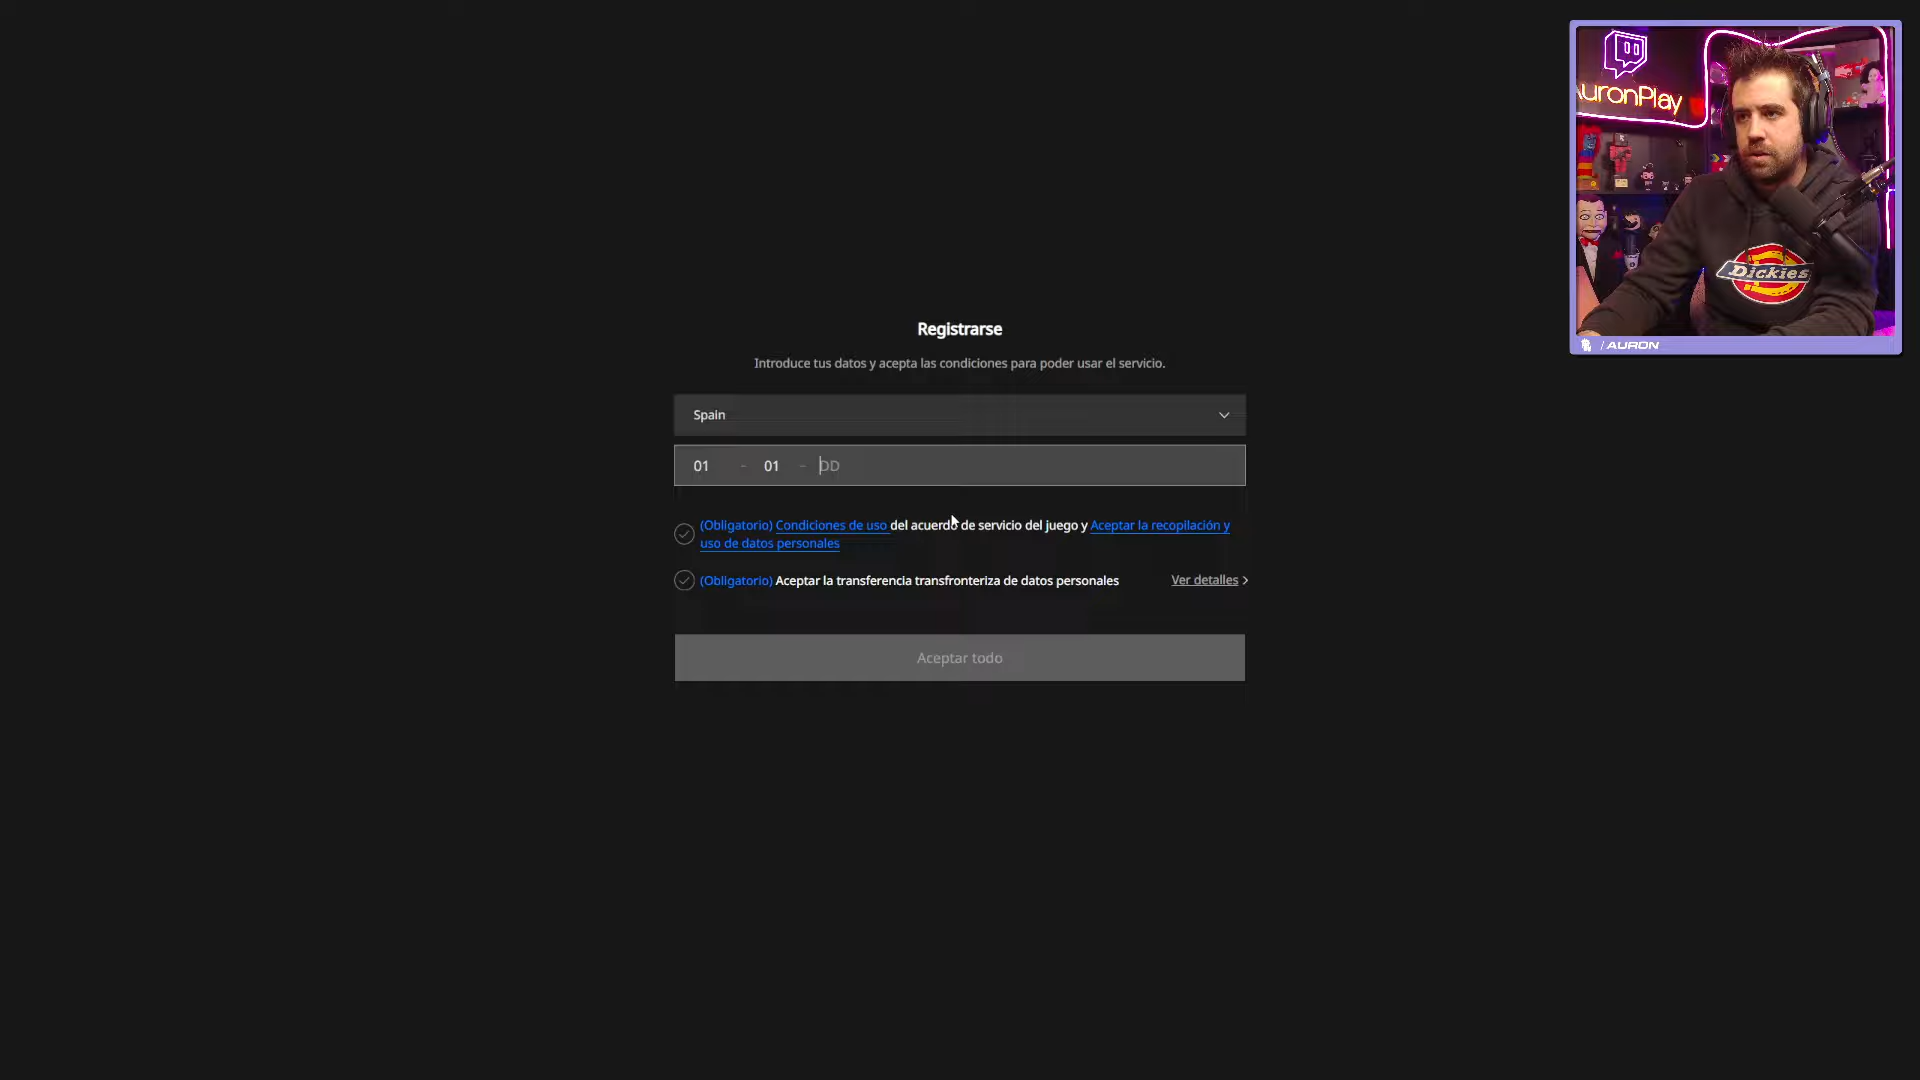 AuronPlay
Dickies
/AURON
Registrarse
Introduce tus datos y acepta las condiciones para poder usar el servicio.
Spain
01 - 01 - DD
(Obligatorio) Condiciones de uso del acuerdo de servicio del juego y Aceptar la recopilación y
uso de datos personales
(Obligatorio) Aceptar la transferencia transfronteriza de datos personales Ver detalles >
Aceptar todo